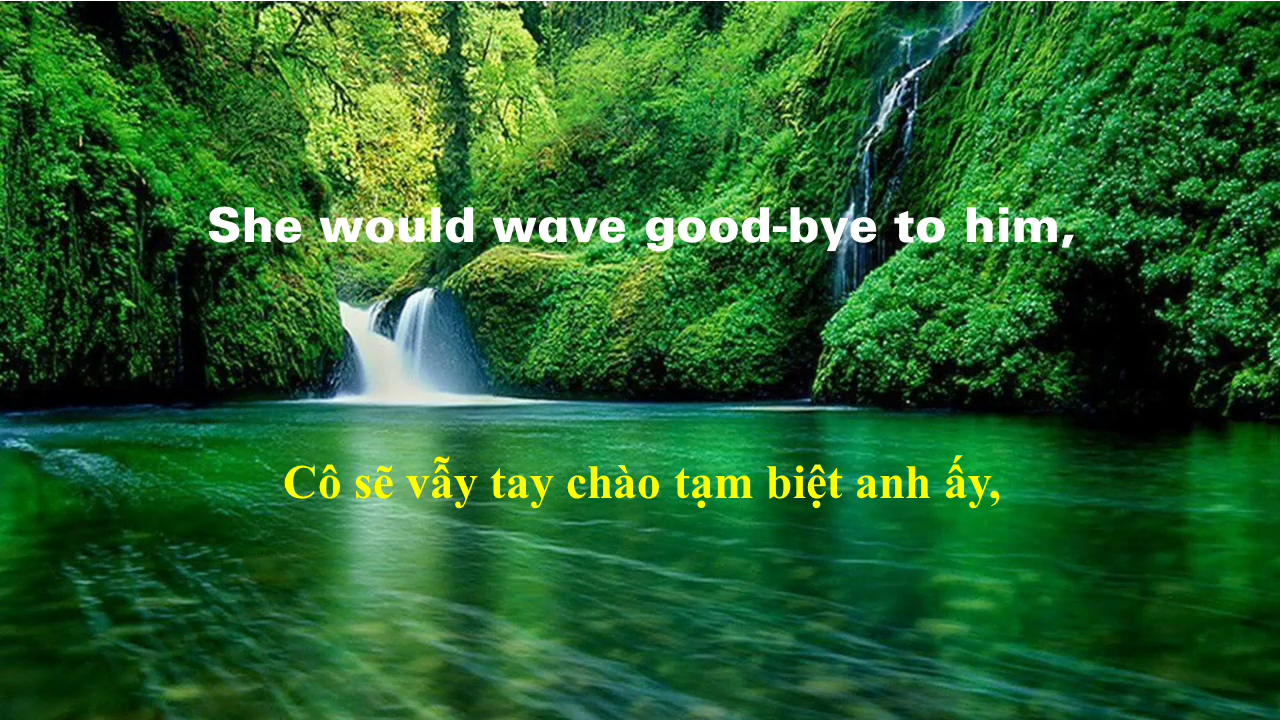 She would wave good-bye to him,
Cô sẽ vẫy tay chào tạm biệt anh ấy,